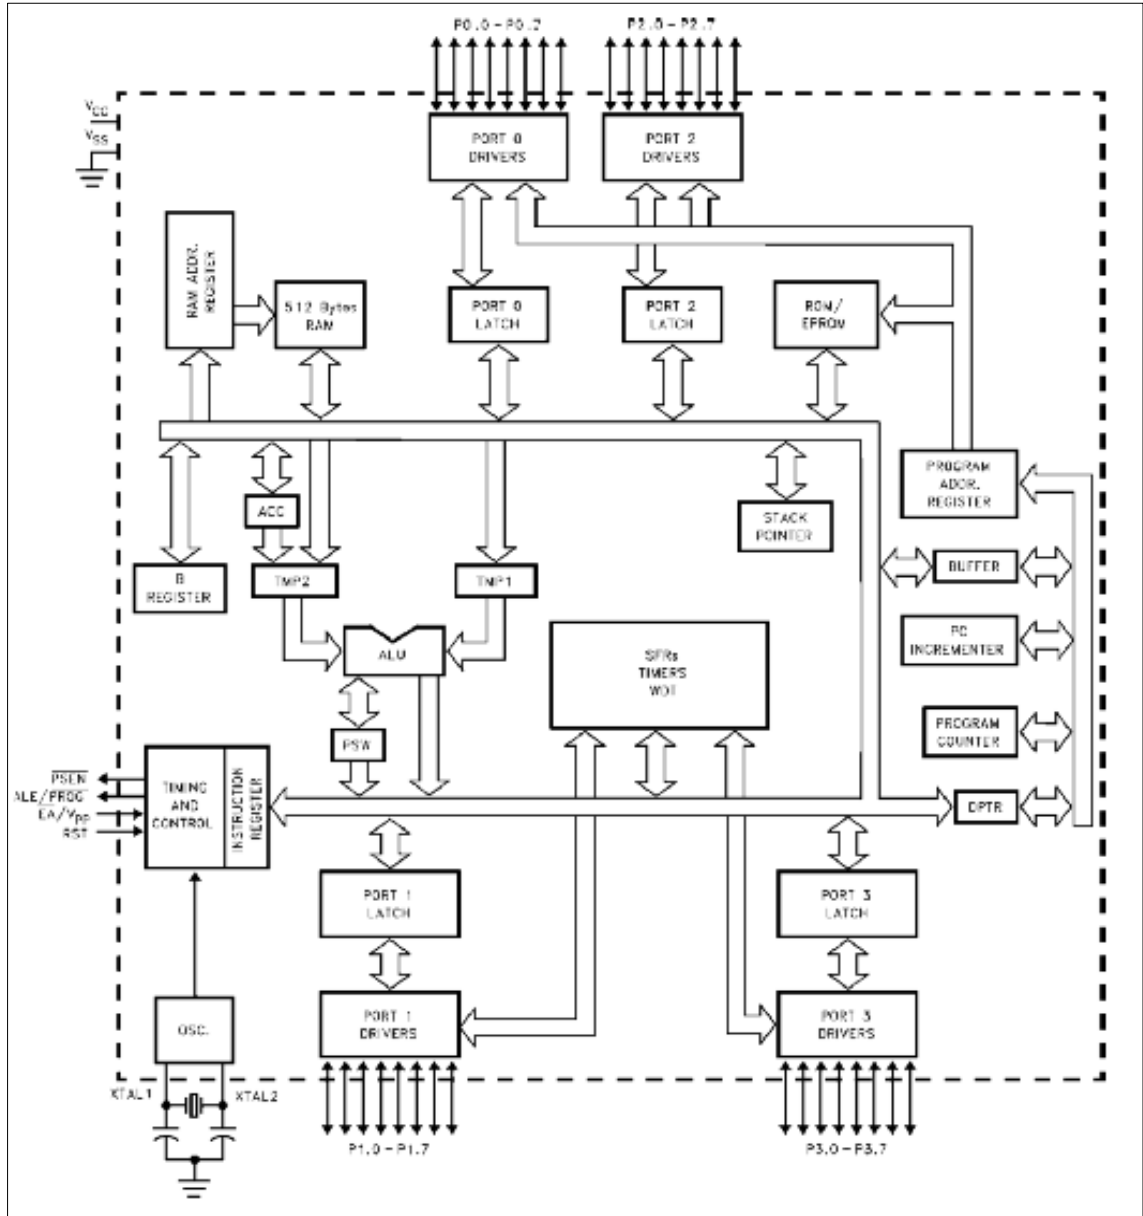 P0.0 – P0.7
P2.0 – P2.7
VCC
VSS
PORT 0
DRIVERS
PORT 2
DRIVERS
RAM ADDR.
REGISTER
512 Bytes
RAM
PORT 0
LATCH
PORT 2
LATCH
ROM/
EPROM
PROGRAM
ADDR.
REGISTER
ACC
STACK
POINTER
B
REGISTER
TMP2
TMP1
BUFFER
ALU
SFRs
TIMERS
WDT
PC
INCREMENTER
PSW
PROGRAM
COUNTER
PSEN
ALE/PROG
EA/VPP
RST
TIMING
AND
CONTROL
INSTRUCTION
REGISTER
DPTR
PORT 1
LATCH
PORT 3
LATCH
OSC.
PORT 1
DRIVERS
PORT 3
DRIVERS
XTAL1
XTAL2
P1.0 – P1.7
P3.0 – P3.7